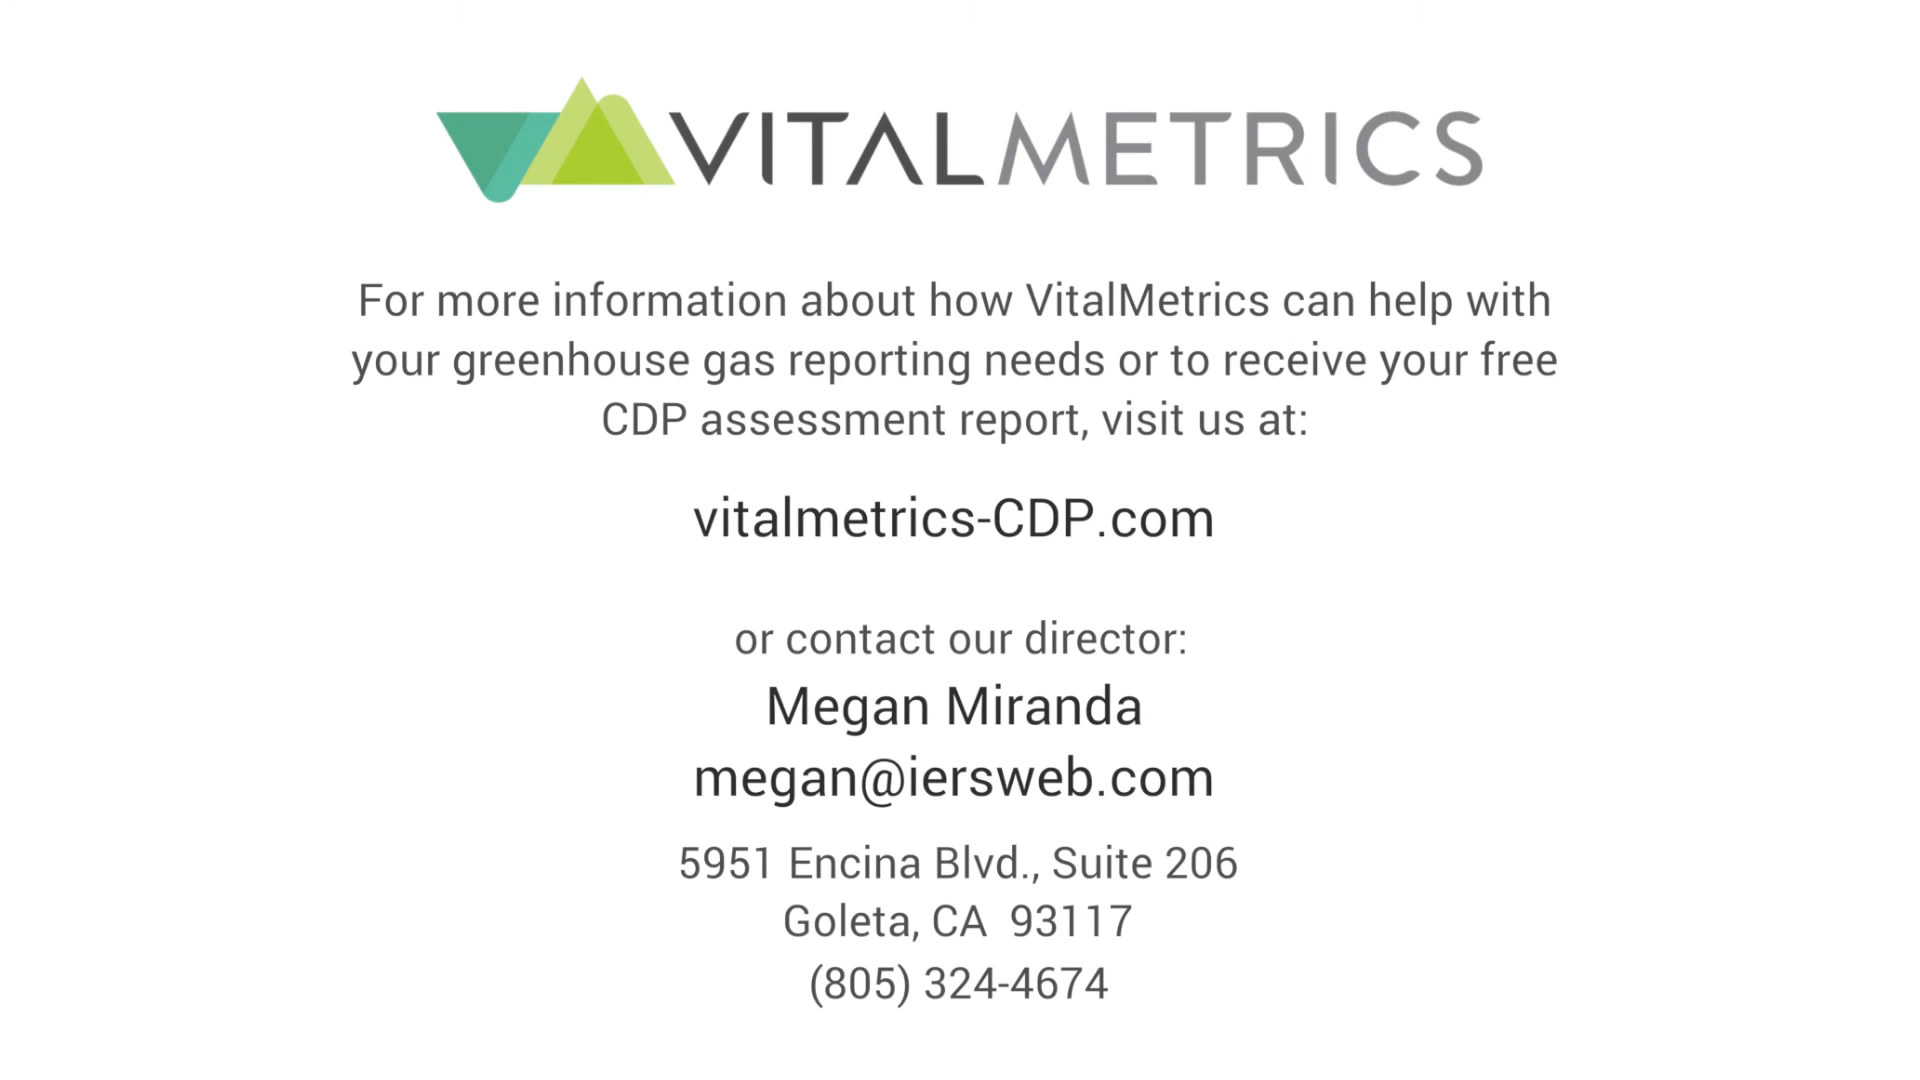 VITALMETRICS
For more information about how VitalMetrics can help with
your greenhouse gas reporting needs or to receive your free
CDP assessment report, visit us at:
vitalmetrics-CDP.com
or contact our director:
Megan Miranda
megan@iersweb.com
5951 Encina Blvd., Suite 206
Goleta, CA  93117
(805) 324-4674